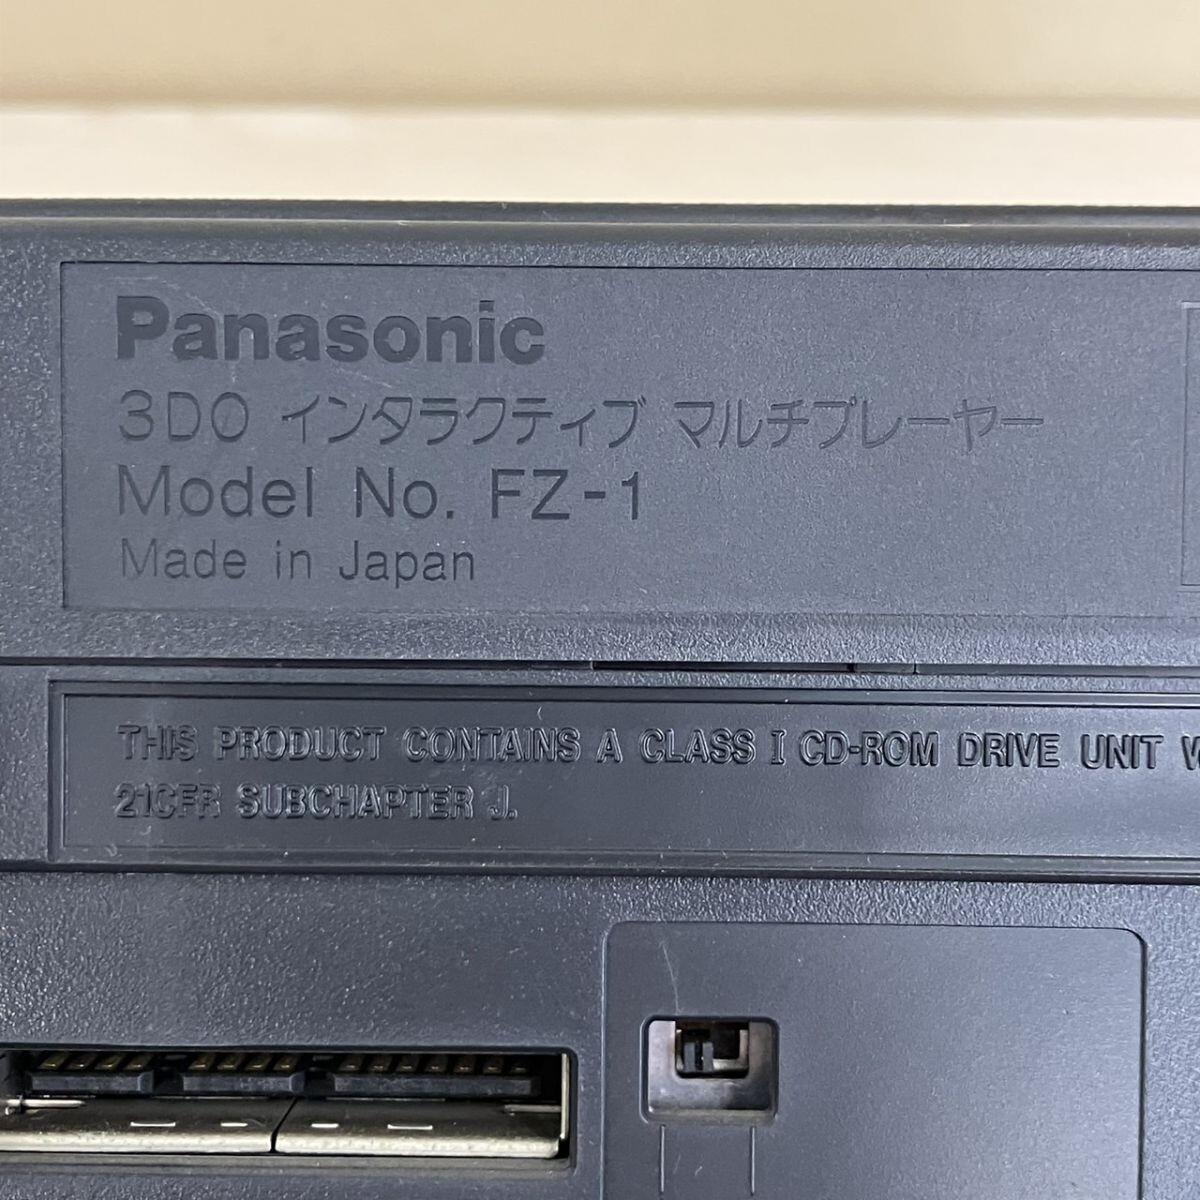 Panasonic
3DO インタラクティブ マルチプレーヤー
Model No. FZ-1
Made in Japan
THIS PRODUCT CONTAINS A CLASS I CD-ROM DRIVE UNIT
21CFR SUBCHAPTER J.